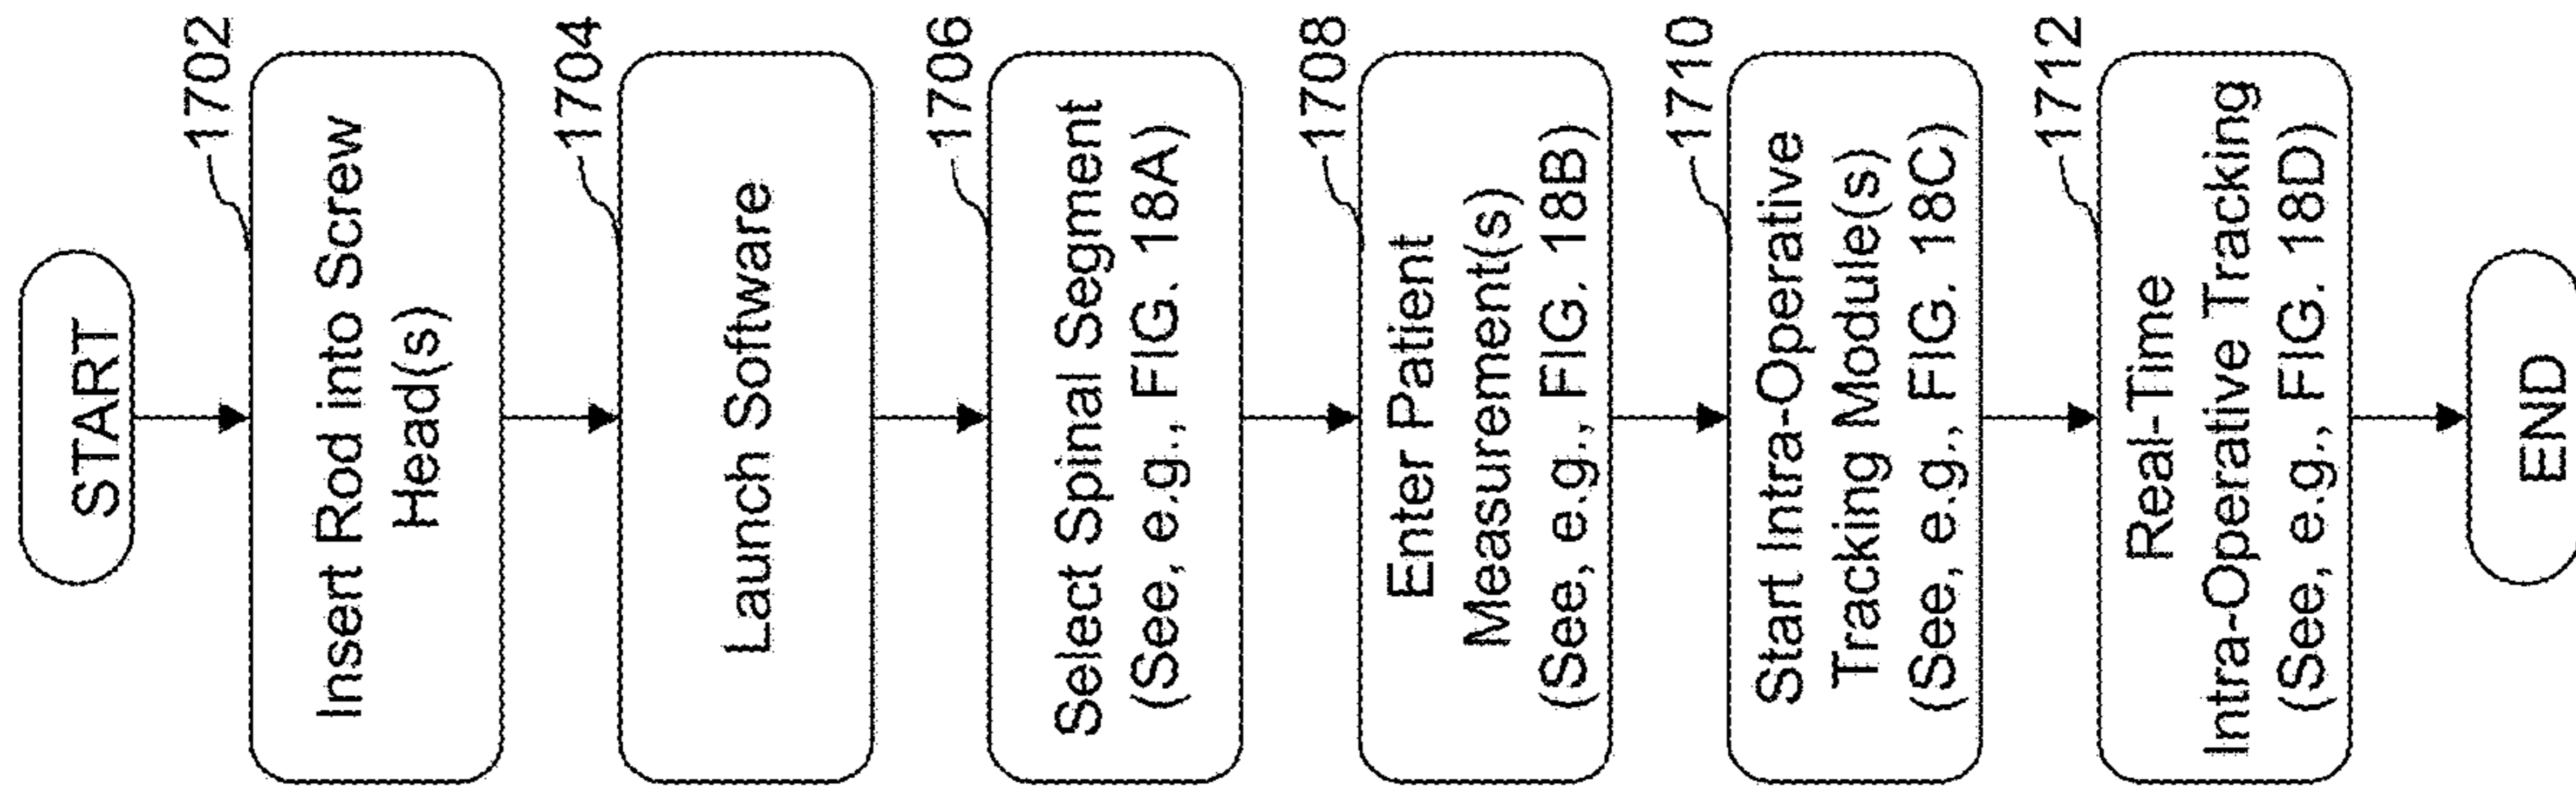 START
1702
Insert Rod into Screw
Head(s)
1704
Launch Software
1706
Select Spinal Segment
(See, e.g., FIG. 18A)
1708
Enter Patient
Measurement(s)
(See, e.g., FIG. 18B)
1710
Start Intra-Operative
Tracking Module(s)
(See, e.g., FIG. 18C)
1712
Real-Time
Intra-Operative Tracking
(See, e.g., FIG. 18D)
END